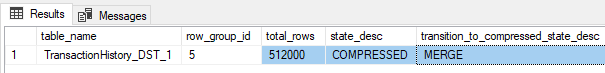 Results Messages
table_name row_group_id total_rows state_desc transition_to_compressed_state_desc
1 TransactionHistory_DST_1 5 512000 COMPRESSED MERGE